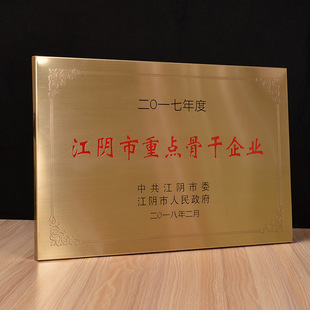 二〇一七年度
江阴市重点骨干企业
中共江阴市委
江阴市人民政府
二〇一八年二月